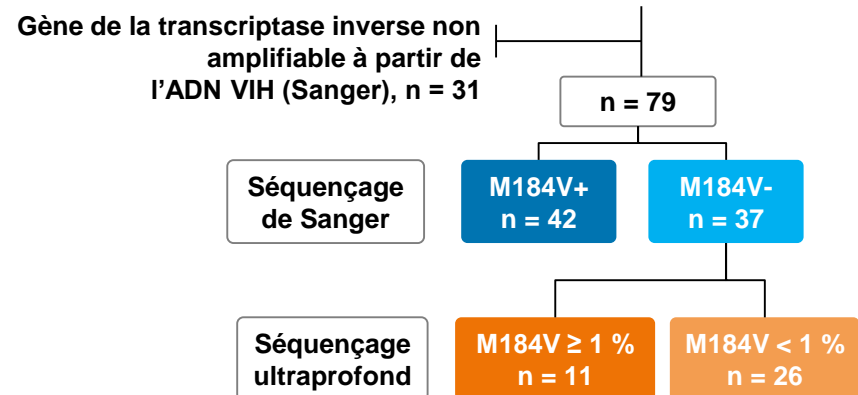 Gène de la transcriptase inverse non
amplifiable à partir de
l'ADN VIH (Sanger), n = 31
n = 79
Séquençage
de Sanger
M184V+
n = 42
M184V-
n = 37
Séquençage
ultraprofond
M184V ≥ 1 %
n = 11
M184V < 1 %
n = 26